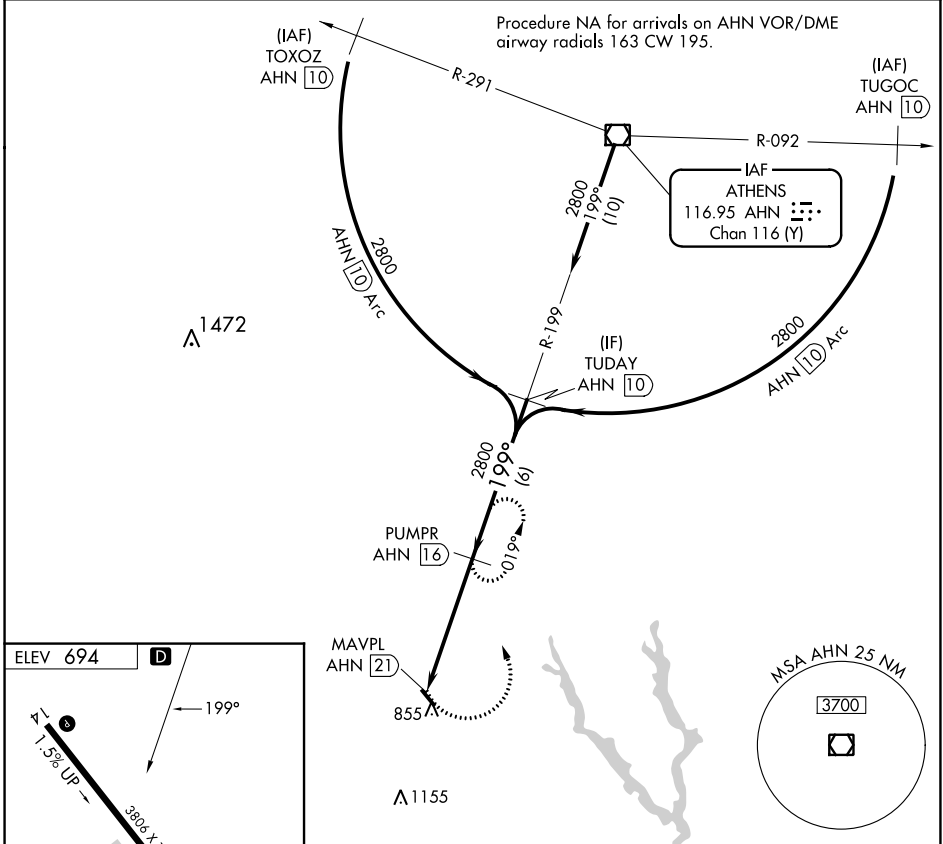 Procedure NA for arrivals on AHN VOR/DME
airway radials 163 CW 195.
(IAF)
TOXOZ
AHN 10
R-291
(IAF)
TUGOC
AHN 10
R-092
IAF
ATHENS
116.95 AHN
Chan 116 (Y)
2800
199°
(10)
2800
AHN 10 Arc
R-199
2800
AHN 10 Arc
1472
(IF)
TUDAY
AHN 10
2800
199°
(6)
PUMPR
AHN 16
019°
MAVPL
AHN 21
855
1155
MSA AHN 25 NM
3700
ELEV 694
D
199°
14
P
1.5% UP
3806 X